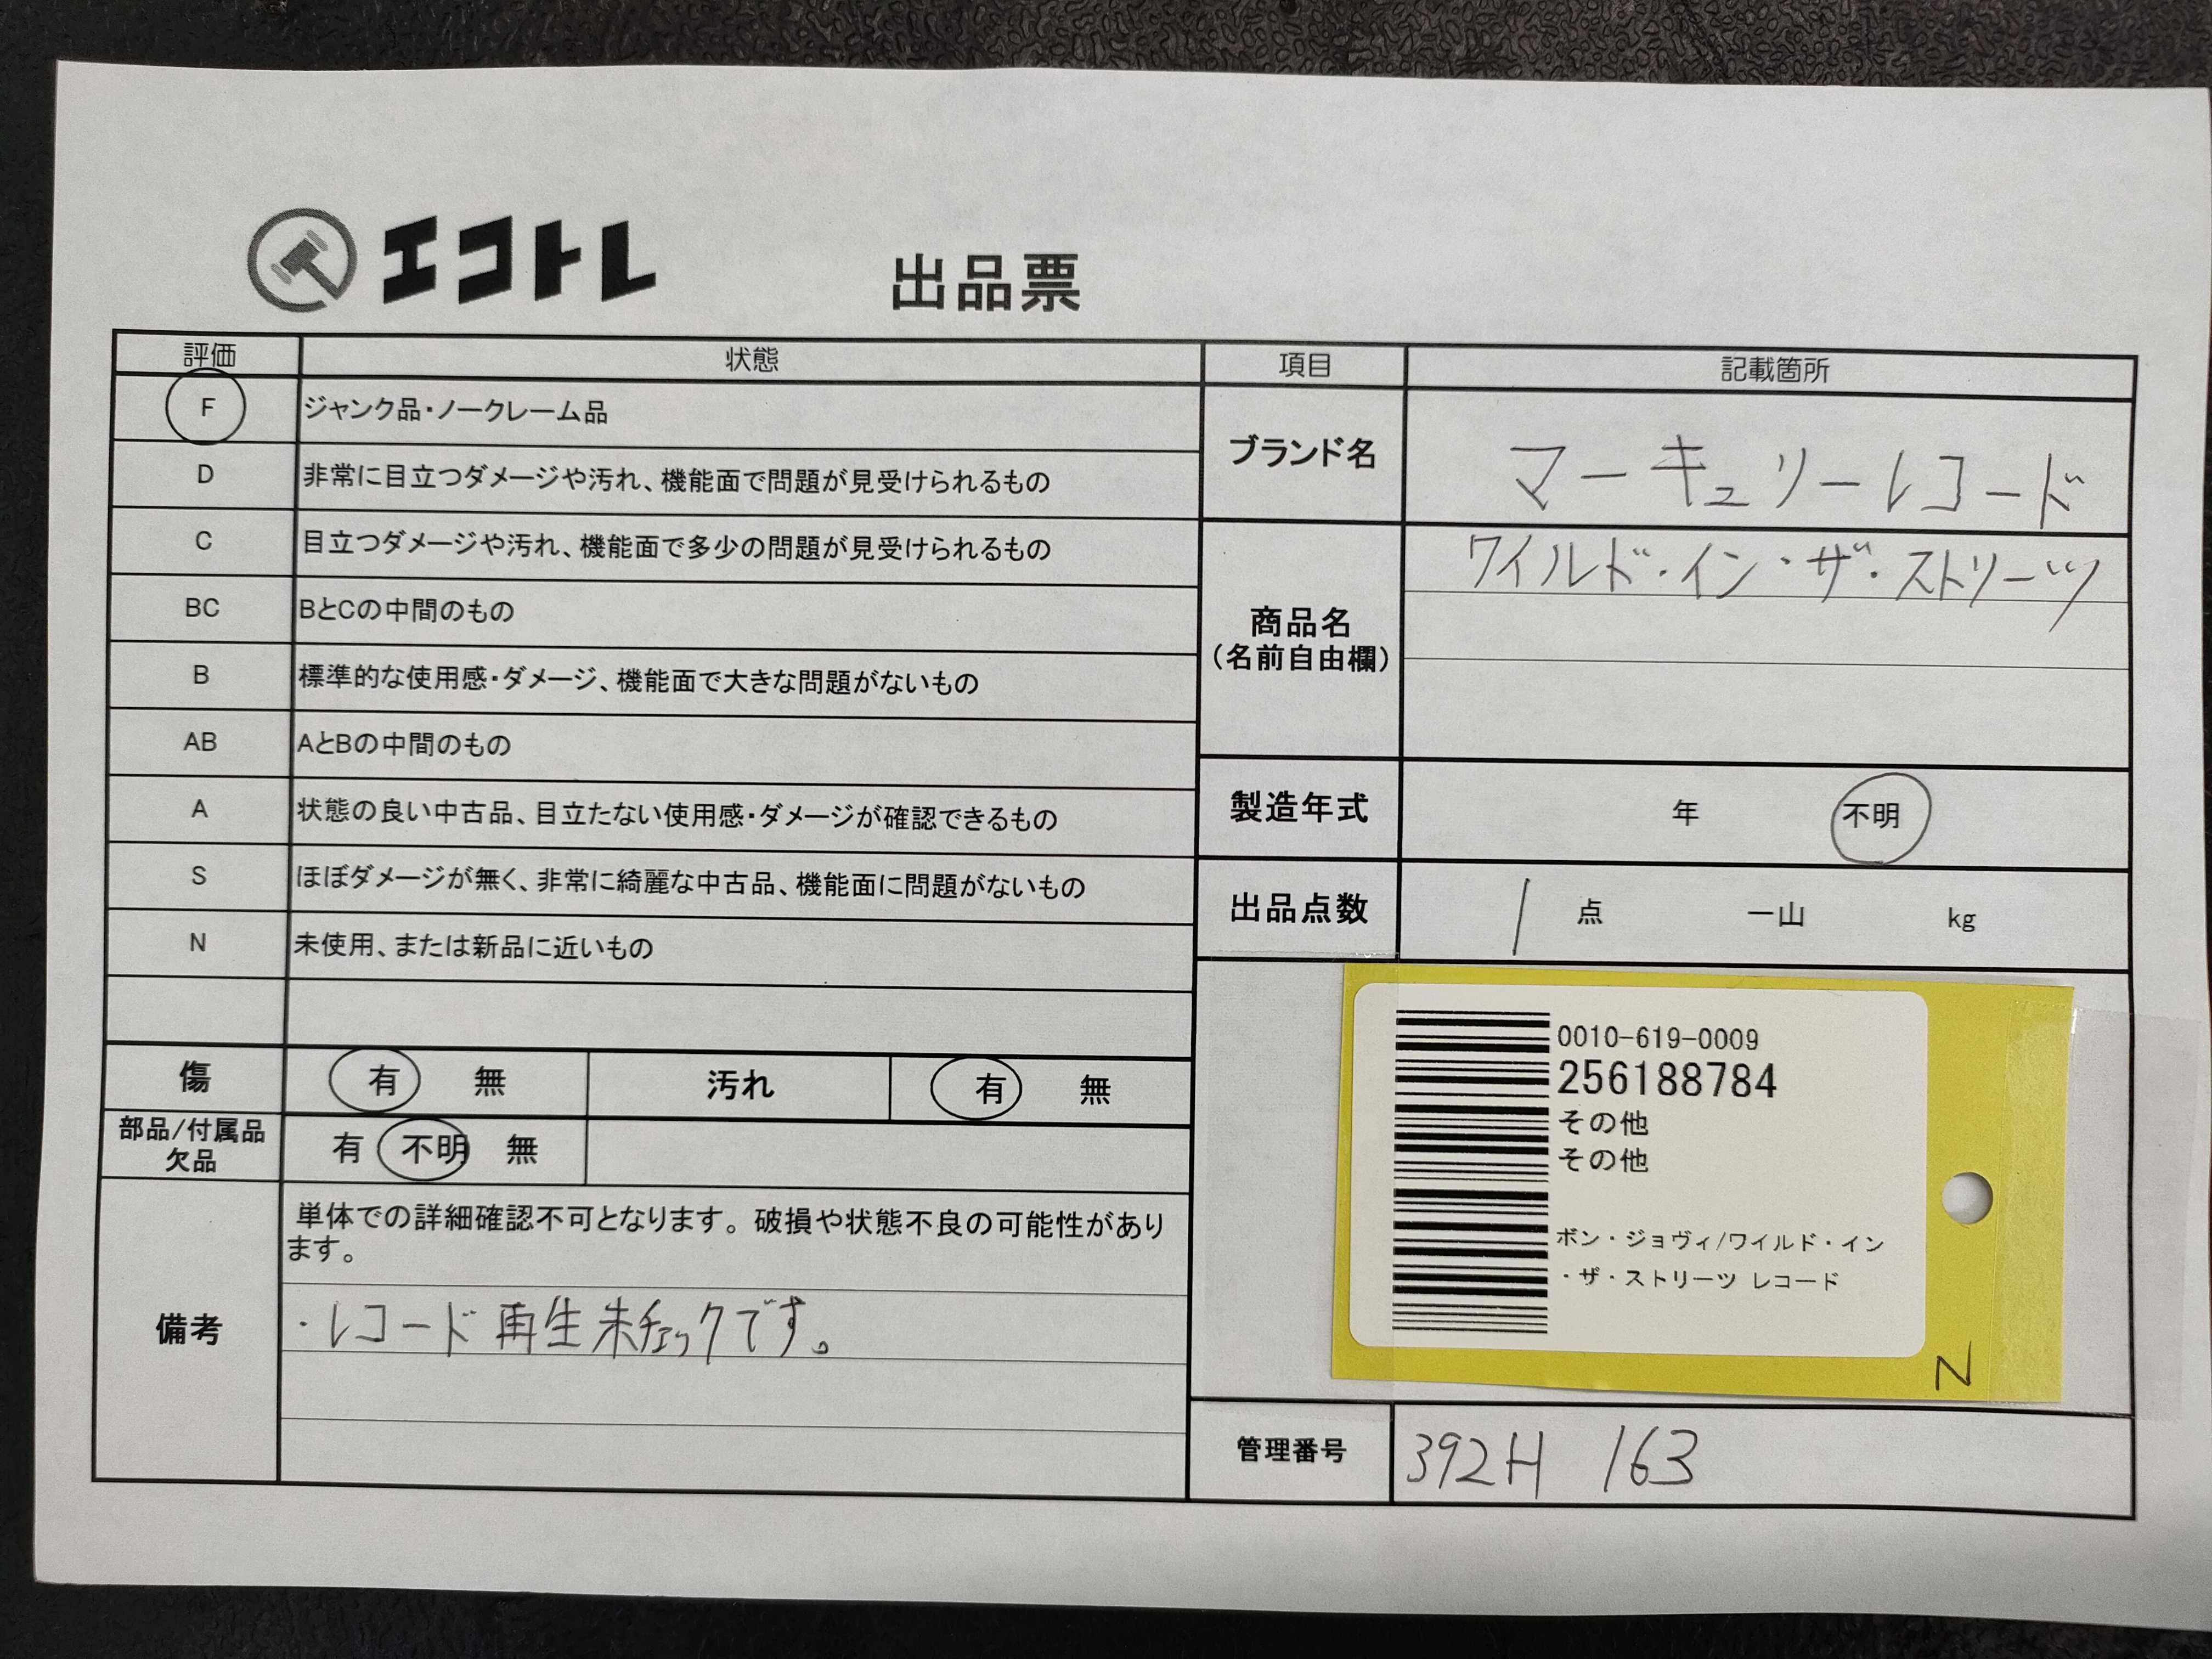 エコトレ
出品票
評価 状態
F ジャンク品・ノークレーム品
D 非常に目立つダメージや汚れ、機能面で問題が見受けられるもの
C 目立つダメージや汚れ、機能面で多少の問題が見受けられるもの
BC BとCの中間のもの
B 標準的な使用感・ダメージ、機能面で大きな問題がないもの
AB AとBの中間のもの
A 状態の良い中古品、目立たない使用感・ダメージが確認できるもの
S ほぼダメージが無く、非常に綺麗な中古品、機能面に問題がないもの
N 未使用、または新品に近いもの
傷 有 無 汚れ 有 無
部品/付属品
欠品
有 不明 無
備考
単体での詳細確認不可となります。破損や状態不良の可能性があり
ます。
・レコード再生未チェックです。
項目 記載箇所
ブランド名 マーキュリーレコード
商品名
(名前自由欄)
ワイルド・イン・ザ・ストリーツ
製造年式 年 不明
出品点数 1 点 一山 kg
0010-619-0009
256188784
その他
その他
ボン・ジョヴィ/ワイルド・イン
・ザ・ストリーツ レコード
N
管理番号 392H 163